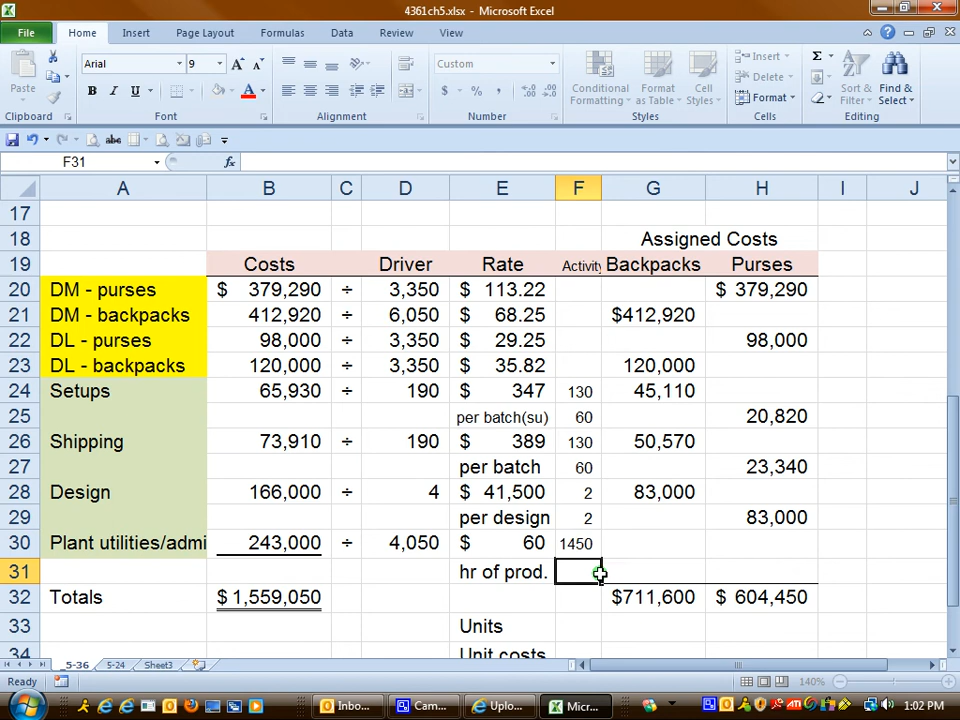 4361ch5.xlsx - Microsoft Excel
File Home Insert Page Layout Formulas Data Review View
Paste
Arial 9 A A
B I U A
Custom
$ % ,
Conditional Formatting
Format as Table
Cell Styles
Insert
Delete
Format
Σ
Sort & Filter
Find & Select
Clipboard Font Alignment Number Styles Cells Editing
abc
F31 fx
A B C D E F G H I J
17
18 Assigned Costs
19 Costs Driver Rate Activity Backpacks Purses
20 DM - purses $ 379,290 ÷ 3,350 $ 113.22 $ 379,290
21 DM - backpacks 412,920 ÷ 6,050 $ 68.25 $412,920
22 DL - purses 98,000 ÷ 3,350 $ 29.25 98,000
23 DL - backpacks 120,000 ÷ 3,350 $ 35.82 120,000
24 Setups 65,930 ÷ 190 $ 347 130 45,110
25 per batch(su) 60 20,820
26 Shipping 73,910 ÷ 190 $ 389 130 50,570
27 per batch 60 23,340
28 Design 166,000 ÷ 4 $ 41,500 2 83,000
29 per design 2 83,000
30 Plant utilities/admi 243,000 ÷ 4,050 $ 60 1450
31 hr of prod.
32 Totals $ 1,559,050 $711,600 $ 604,450
33 Units
34 Unit costs
_5-36 5-24 Sheet3
Ready 140%
Inbo... Cam... Uplo... Micr... 1:02 PM